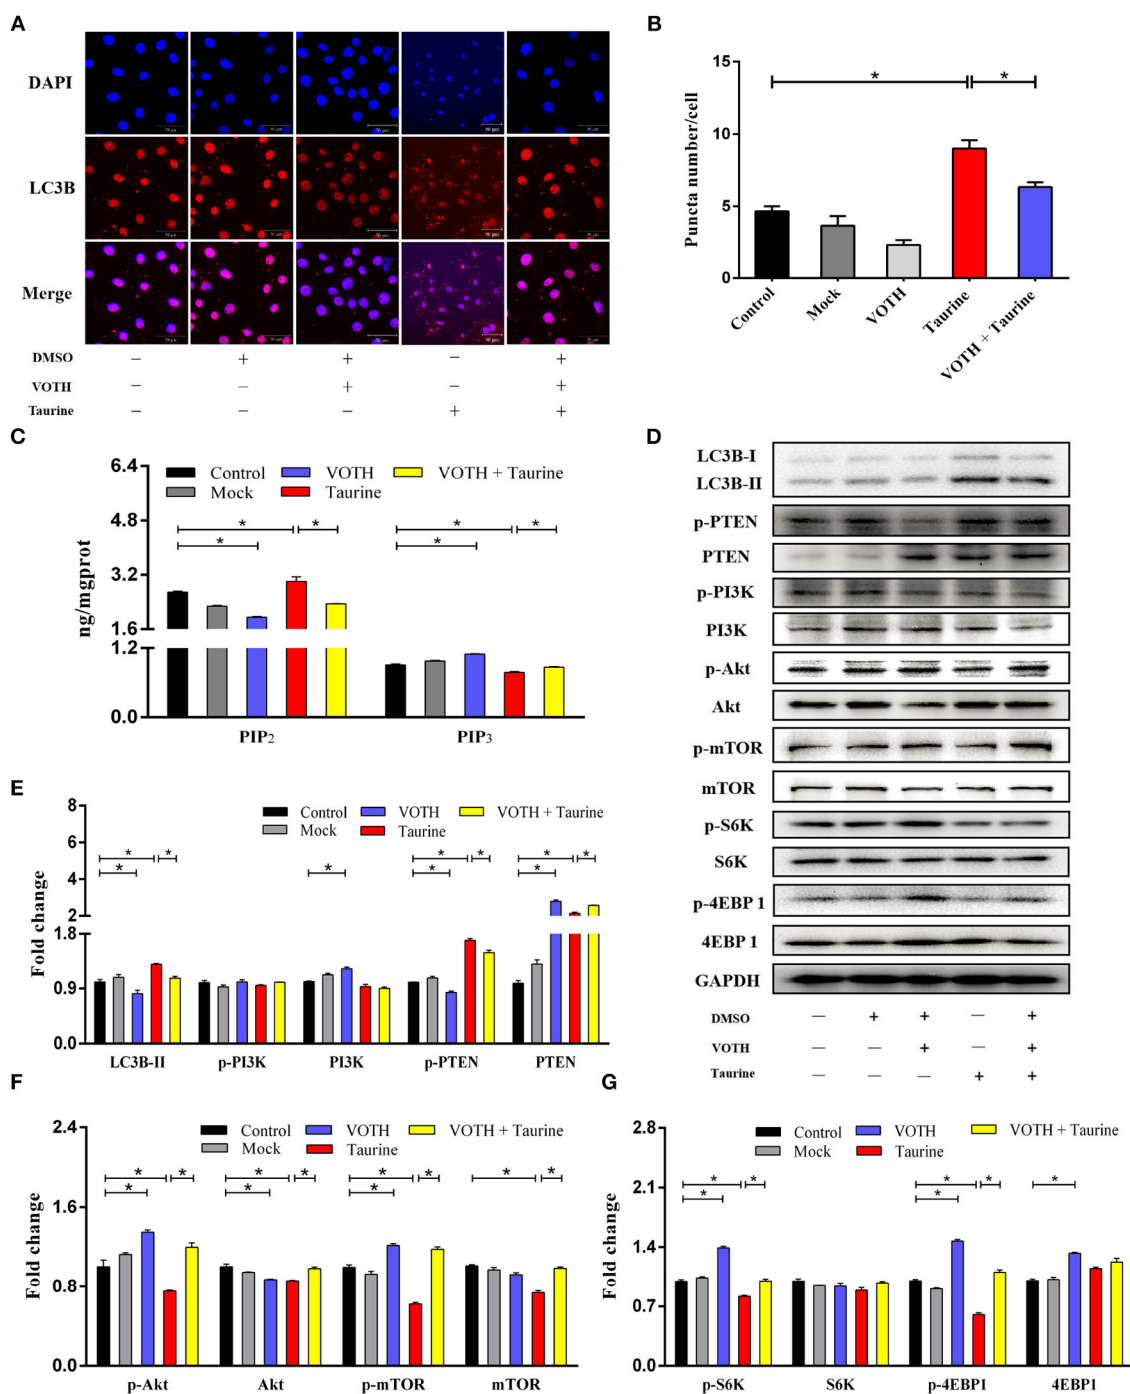 A
DAPI
LC3B
Merge
50 μm
DMSO − + + − +
VOTH − − + − +
Taurine − − − + +
B
Puncta number/cell
15
10
5
0
* *
Control Mock VOTH Taurine VOTH + Taurine
C
ng/mgprot
6.4
4.8
3.2
1.6
1.2
0.0
Control VOTH VOTH + Taurine
Mock Taurine
* * * * * *
PIP2 PIP3
D
LC3B-I
LC3B-II
p-PTEN
PTEN
p-PI3K
PI3K
p-Akt
Akt
p-mTOR
mTOR
p-S6K
S6K
p-4EBP 1
4EBP 1
GAPDH
DMSO — + + — +
VOTH — — + — +
Taurine — — — + +
E
Fold change
8
6
4
2
1.8
0.9
0.0
Control VOTH VOTH + Taurine
Mock Taurine
* * * * * * * * * *
LC3B-II p-PI3K PI3K p-PTEN PTEN
F
Fold change
2.4
1.6
0.8
0.0
Control VOTH VOTH + Taurine
Mock Taurine
* * * * * * * * * * *
p-Akt Akt p-mTOR mTOR
G
Fold change
2.8
2.1
1.4
0.7
0.0
Control VOTH VOTH + Taurine
Mock Taurine
* * * * * * *
p-S6K S6K p-4EBP1 4EBP1